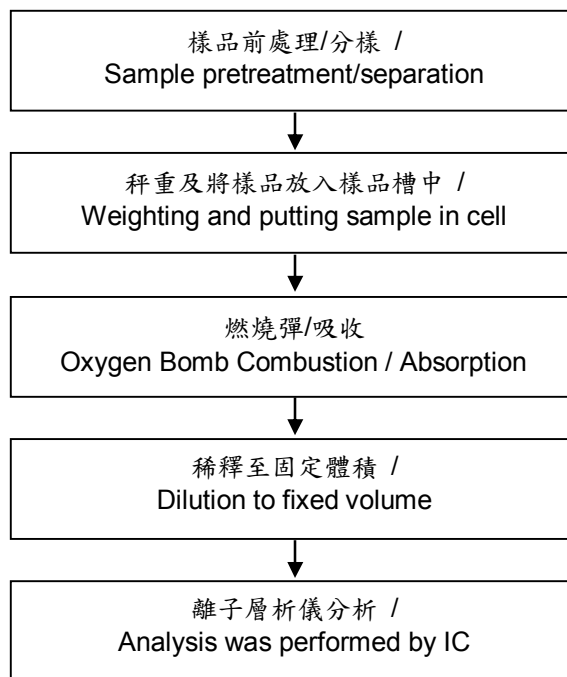 樣品前處理/分樣 /
Sample pretreatment/separation
秤重及將樣品放入樣品槽中 /
Weighting and putting sample in cell
燃燒彈/吸收
Oxygen Bomb Combustion / Absorption
稀釋至固定體積 /
Dilution to fixed volume
離子層析儀分析 /
Analysis was performed by IC